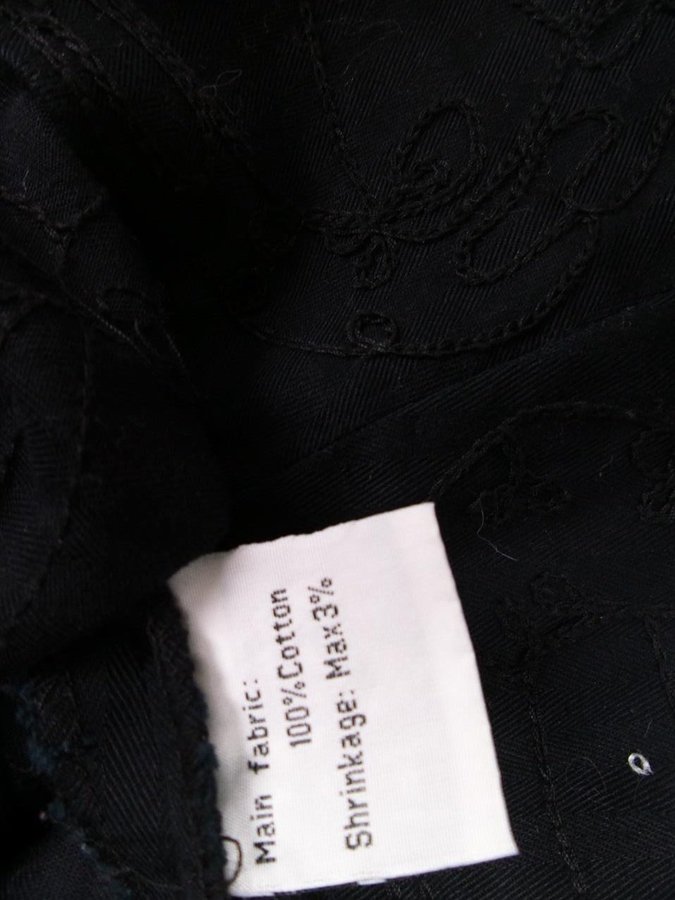 Main fabric:
100%Cotton
Shrinkage: Max3%